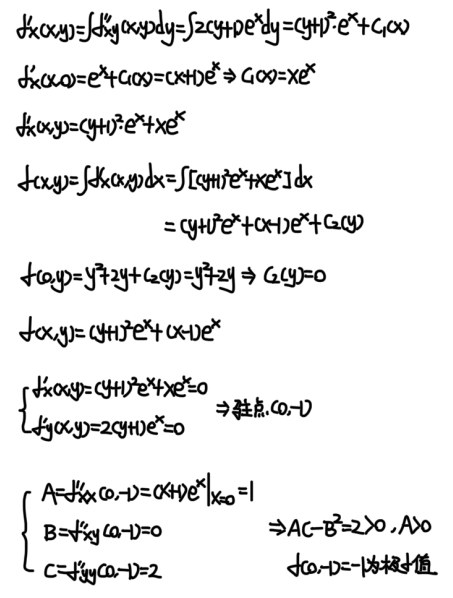 f'x(x,y)=∫f''xy(x,y)dy=∫2(y+1)e^x dy=(y+1)²·e^x+C₁(x)
f'x(x,0)=e^x+C₁(x)=(x+1)e^x⇒C₁(x)=xe^x
f'x(x,y)=(y+1)²·e^x+xe^x
f(x,y)=∫f'x(x,y)dx=∫[(y+1)²e^x+xe^x]dx
=(y+1)²e^x+(x-1)e^x+C₂(y)
f(0,y)=y²+2y+C₂(y)=y²+2y⇒C₂(y)=0
f(x,y)=(y+1)²e^x+(x-1)e^x
{ f'x(x,y)=(y+1)²e^x+xe^x=0
f'y(x,y)=2(y+1)e^x=0 ⇒驻点(0,-1)
{ A=f''xx(0,-1)=(x+1)e^x|x=0=1
B=f''xy(0,-1)=0 ⇒AC-B²=2>0,A>0
C=f''yy(0,-1)=2 f(0,-1)=-1为极小值